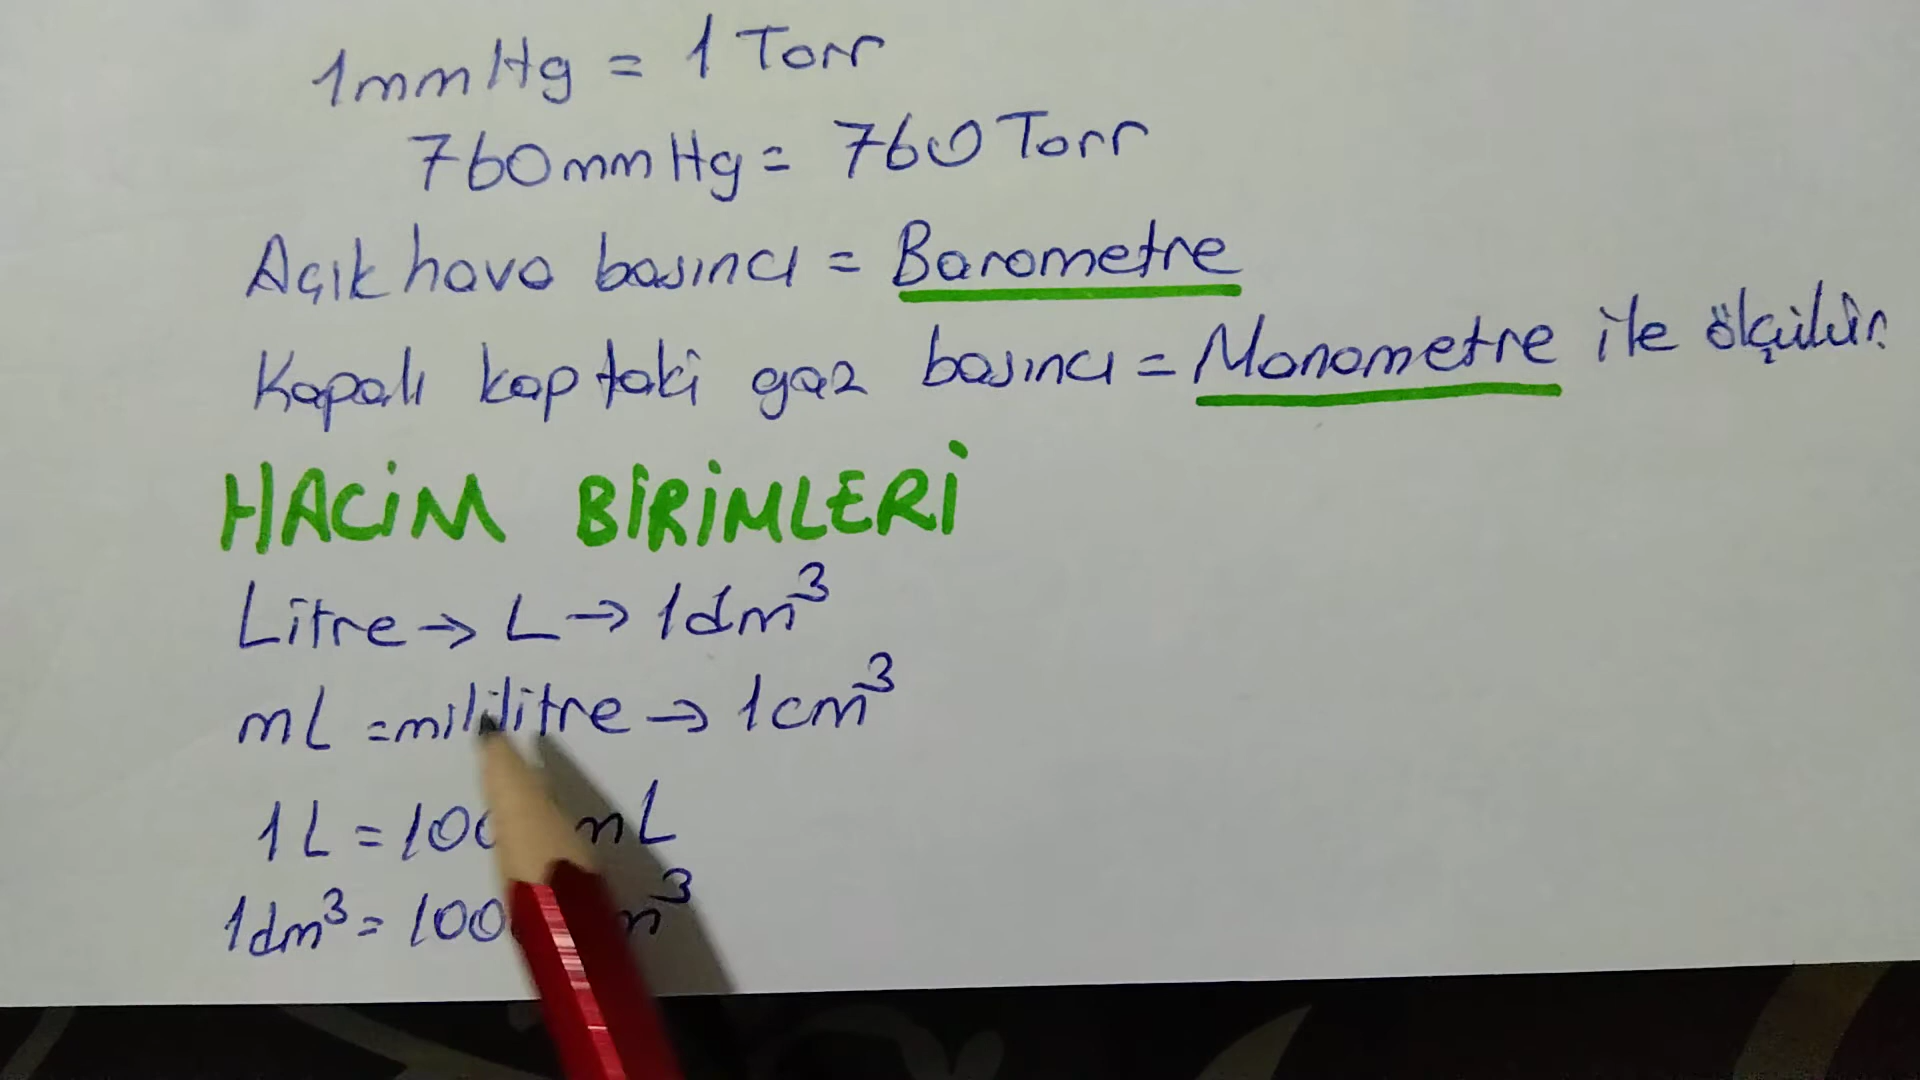 1mmHg = 1 Torr
760mmHg = 760 Torr
Açık hava basıncı = Barometre
Kapalı kaptaki gaz basıncı = Manometre ile ölçülür.
HACİM BİRİMLERİ
Litre → L → 1dm³
mL = mililitre → 1cm³
1L = 100 mL
1dm³ = 100 m³